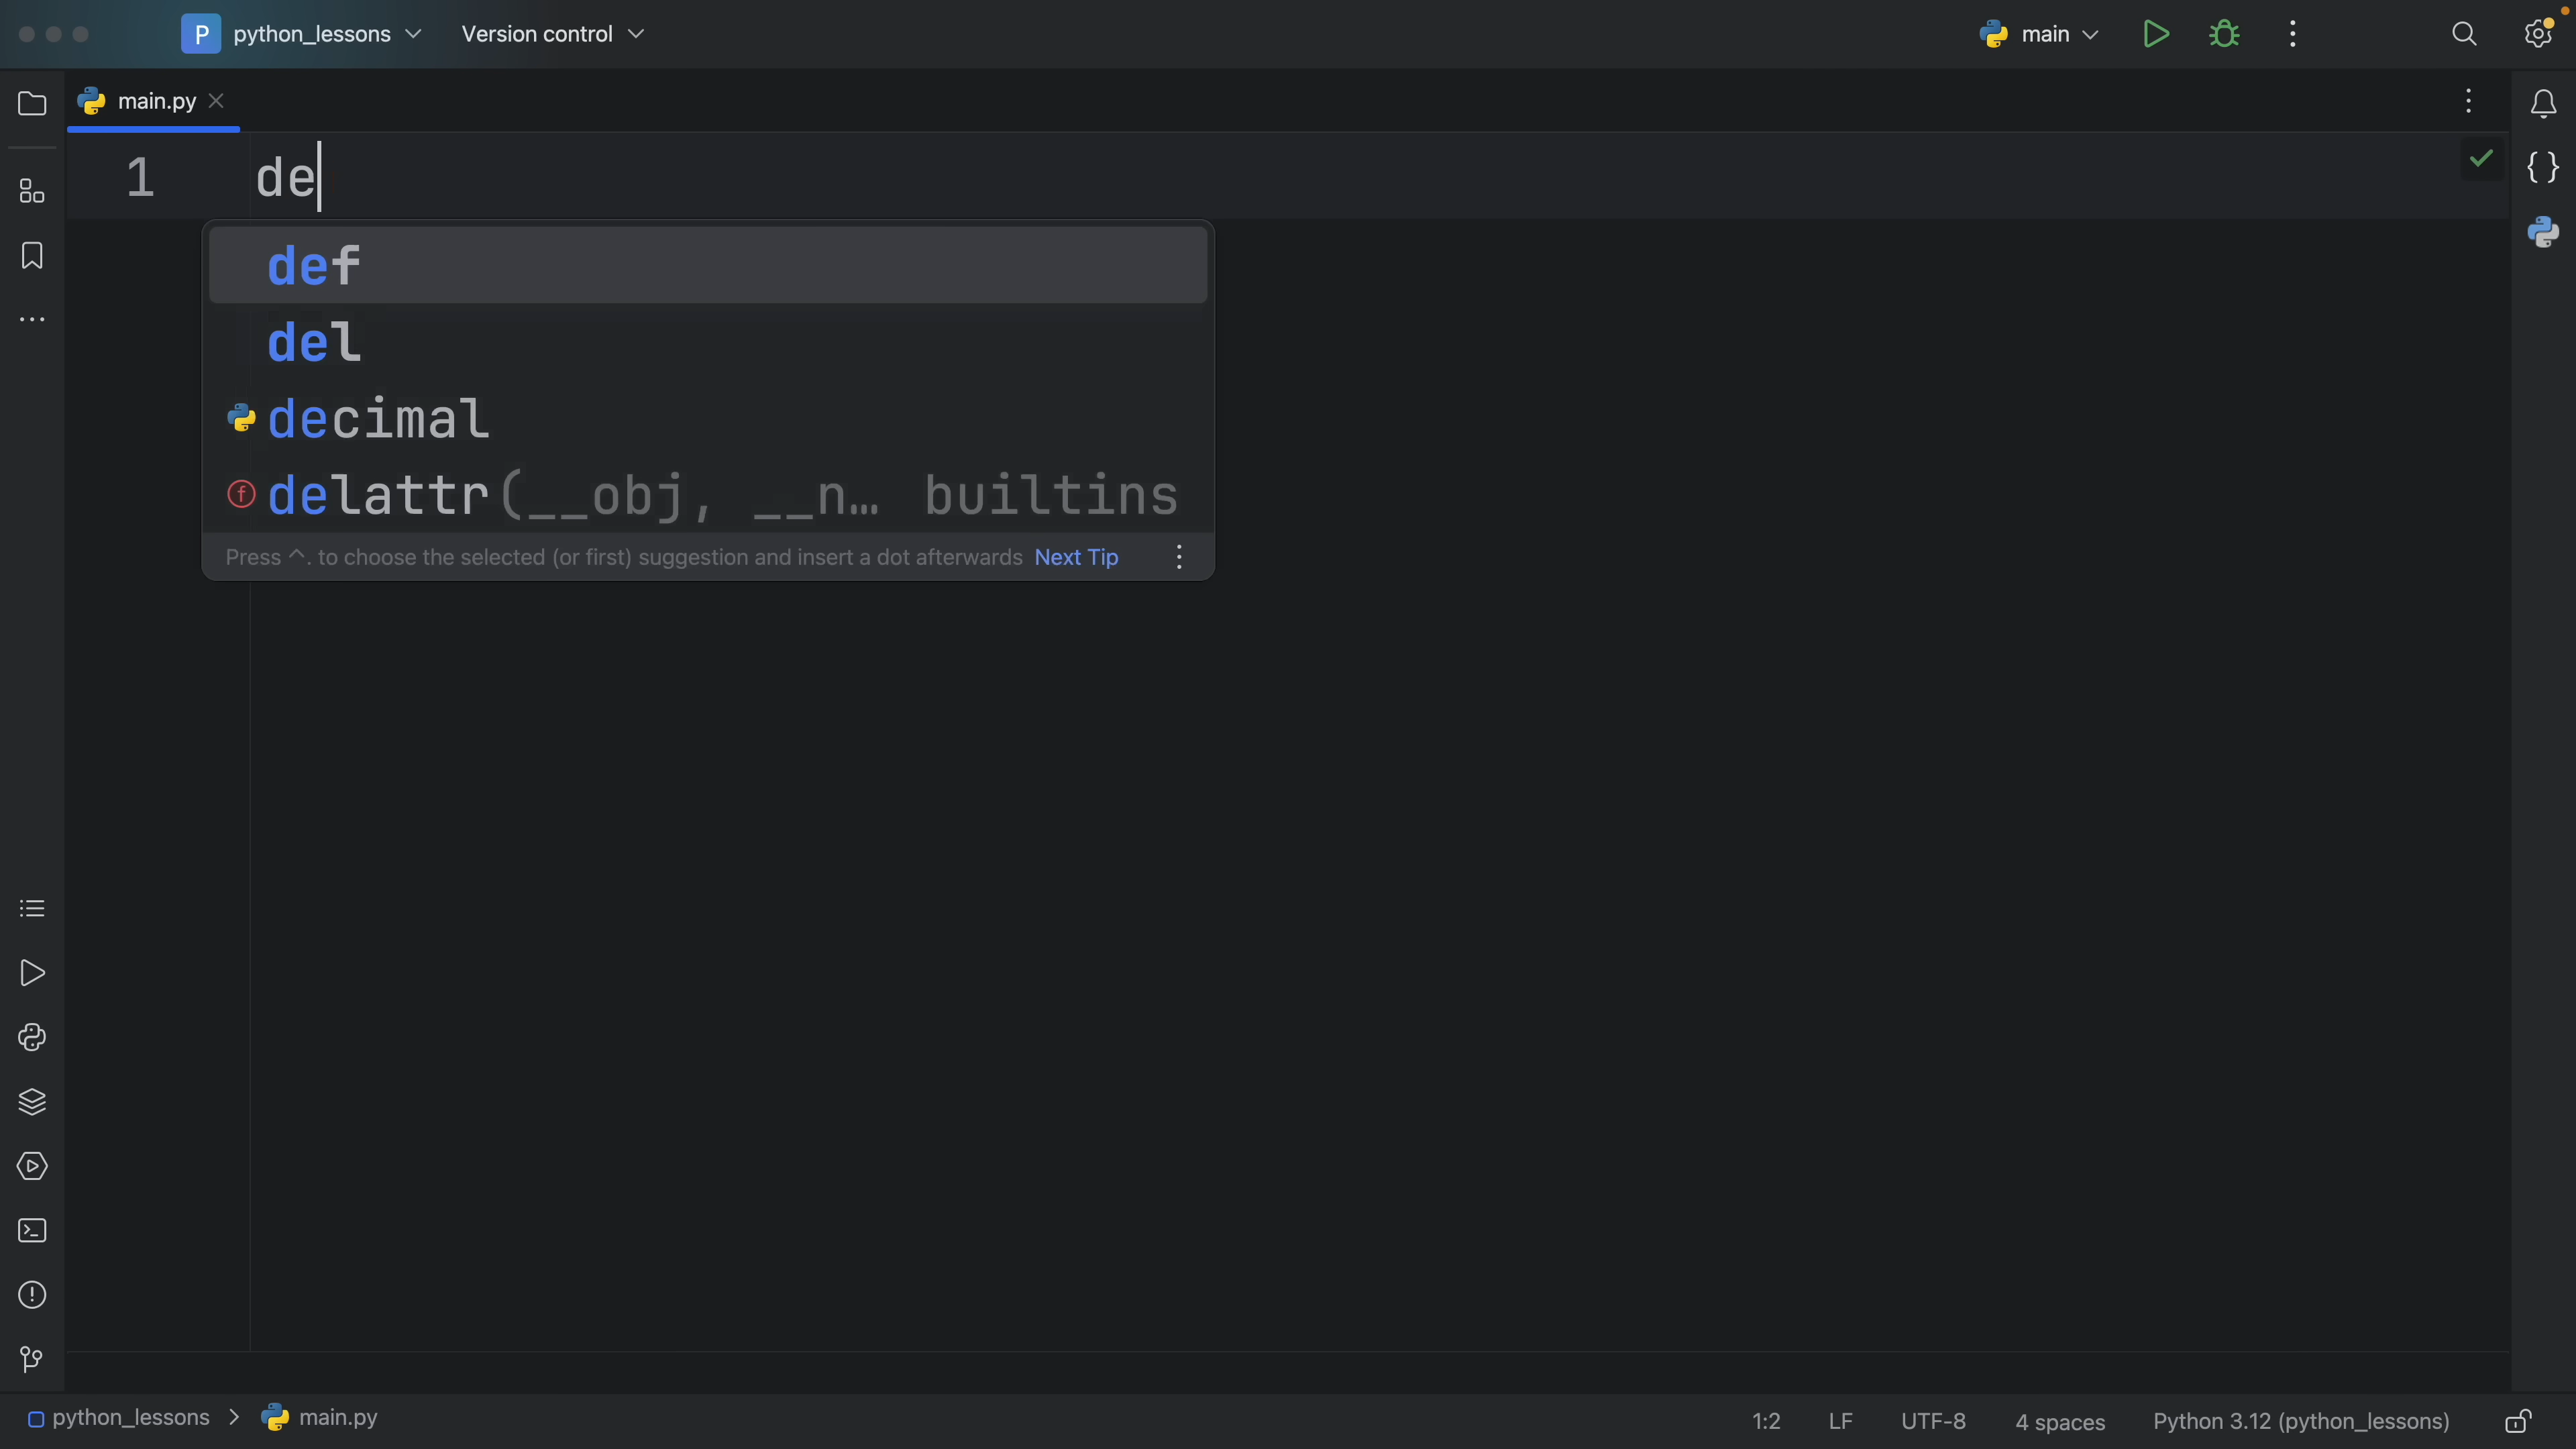 P python_lessons Version control main
main.py
1 de
def
del
decimal
f delattr(__obj, __n… builtins
Press ^. to choose the selected (or first) suggestion and insert a dot afterwards Next Tip
python_lessons > main.py 1:2 LF UTF-8 4 spaces Python 3.12 (python_lessons)